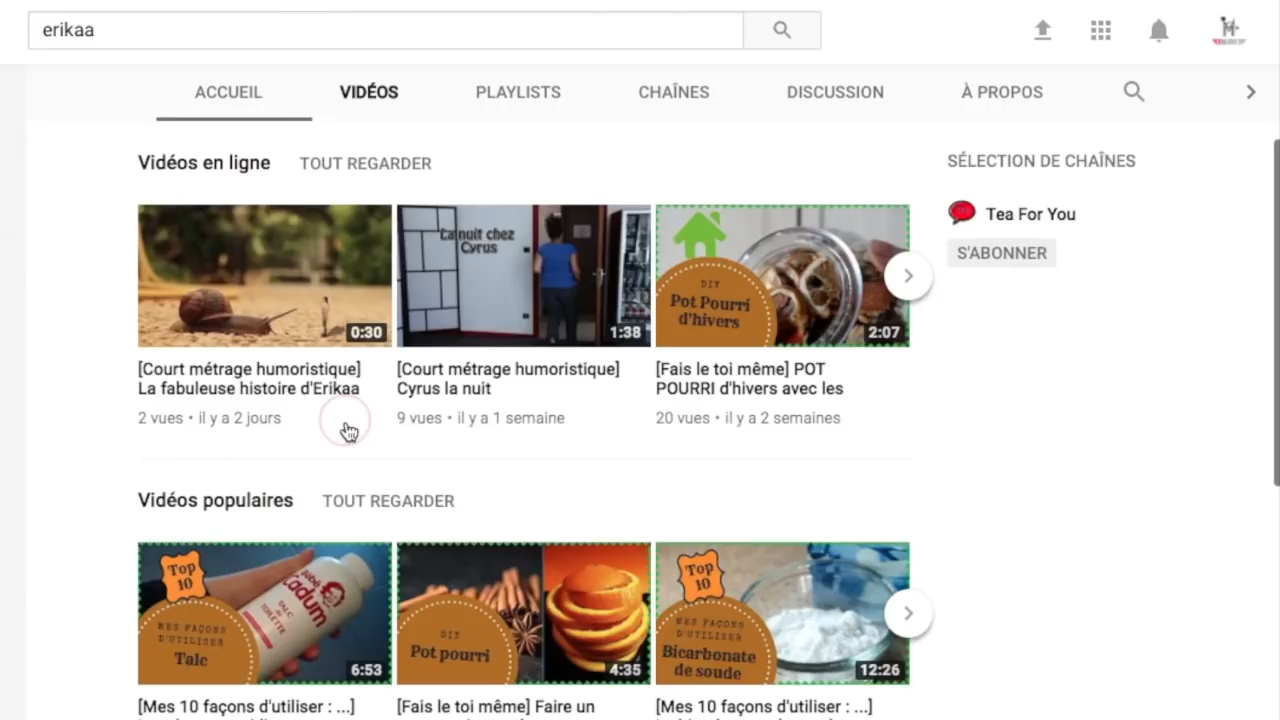 erikaa
ACCUEIL
VIDÉOS
PLAYLISTS
CHAÎNES
DISCUSSION
À PROPOS
Vidéos en ligne
TOUT REGARDER
SÉLECTION DE CHAÎNES
Tea For You
S'ABONNER
0:30
La nuit chez
Cyrus
1:38
DIY
Pot Pourri
d'hivers
2:07
[Court métrage humoristique]
La fabuleuse histoire d'Erikaa
2 vues • il y a 2 jours
[Court métrage humoristique]
Cyrus la nuit
9 vues • il y a 1 semaine
[Fais le toi même] POT
POURRI d'hivers avec les
20 vues • il y a 2 semaines
Vidéos populaires
TOUT REGARDER
Top
10
MES FAÇONS
D'UTILISER
Talc
Bébé
Cadum
TALC
DE
TOILETTE
6:53
DIY
Pot pourri
4:35
Top
10
MES FAÇONS
D'UTILISER
Bicarbonate
de soude
12:26
[Mes 10 façons d'utiliser : ...]
[Fais le toi même] Faire un
[Mes 10 façons d'utiliser : ...]